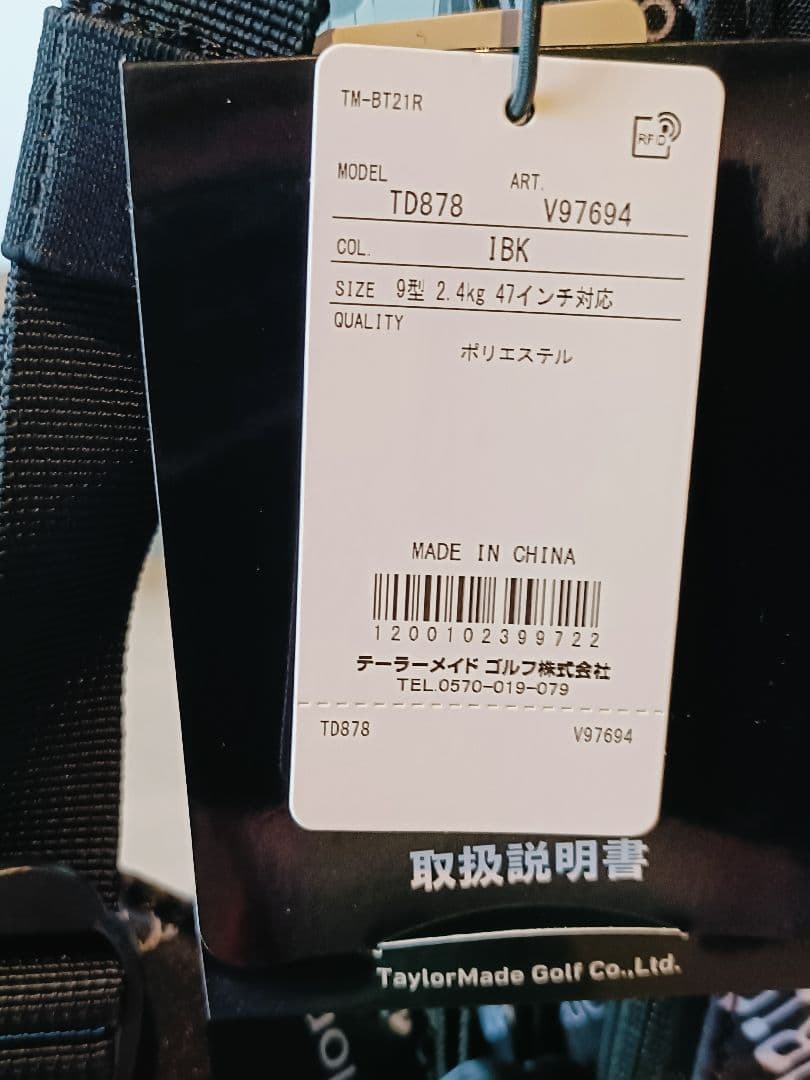 TM-BT21R
RFID
MODEL TD878 ART. V97694
COL. IBK
SIZE 9型 2.4kg 47インチ対応
QUALITY
ポリエステル
MADE IN CHINA
1200102399722
テーラーメイド ゴルフ株式会社
TEL.0570-019-079
TD878 V97694
取扱説明書
TaylorMade Golf Co.,Ltd.